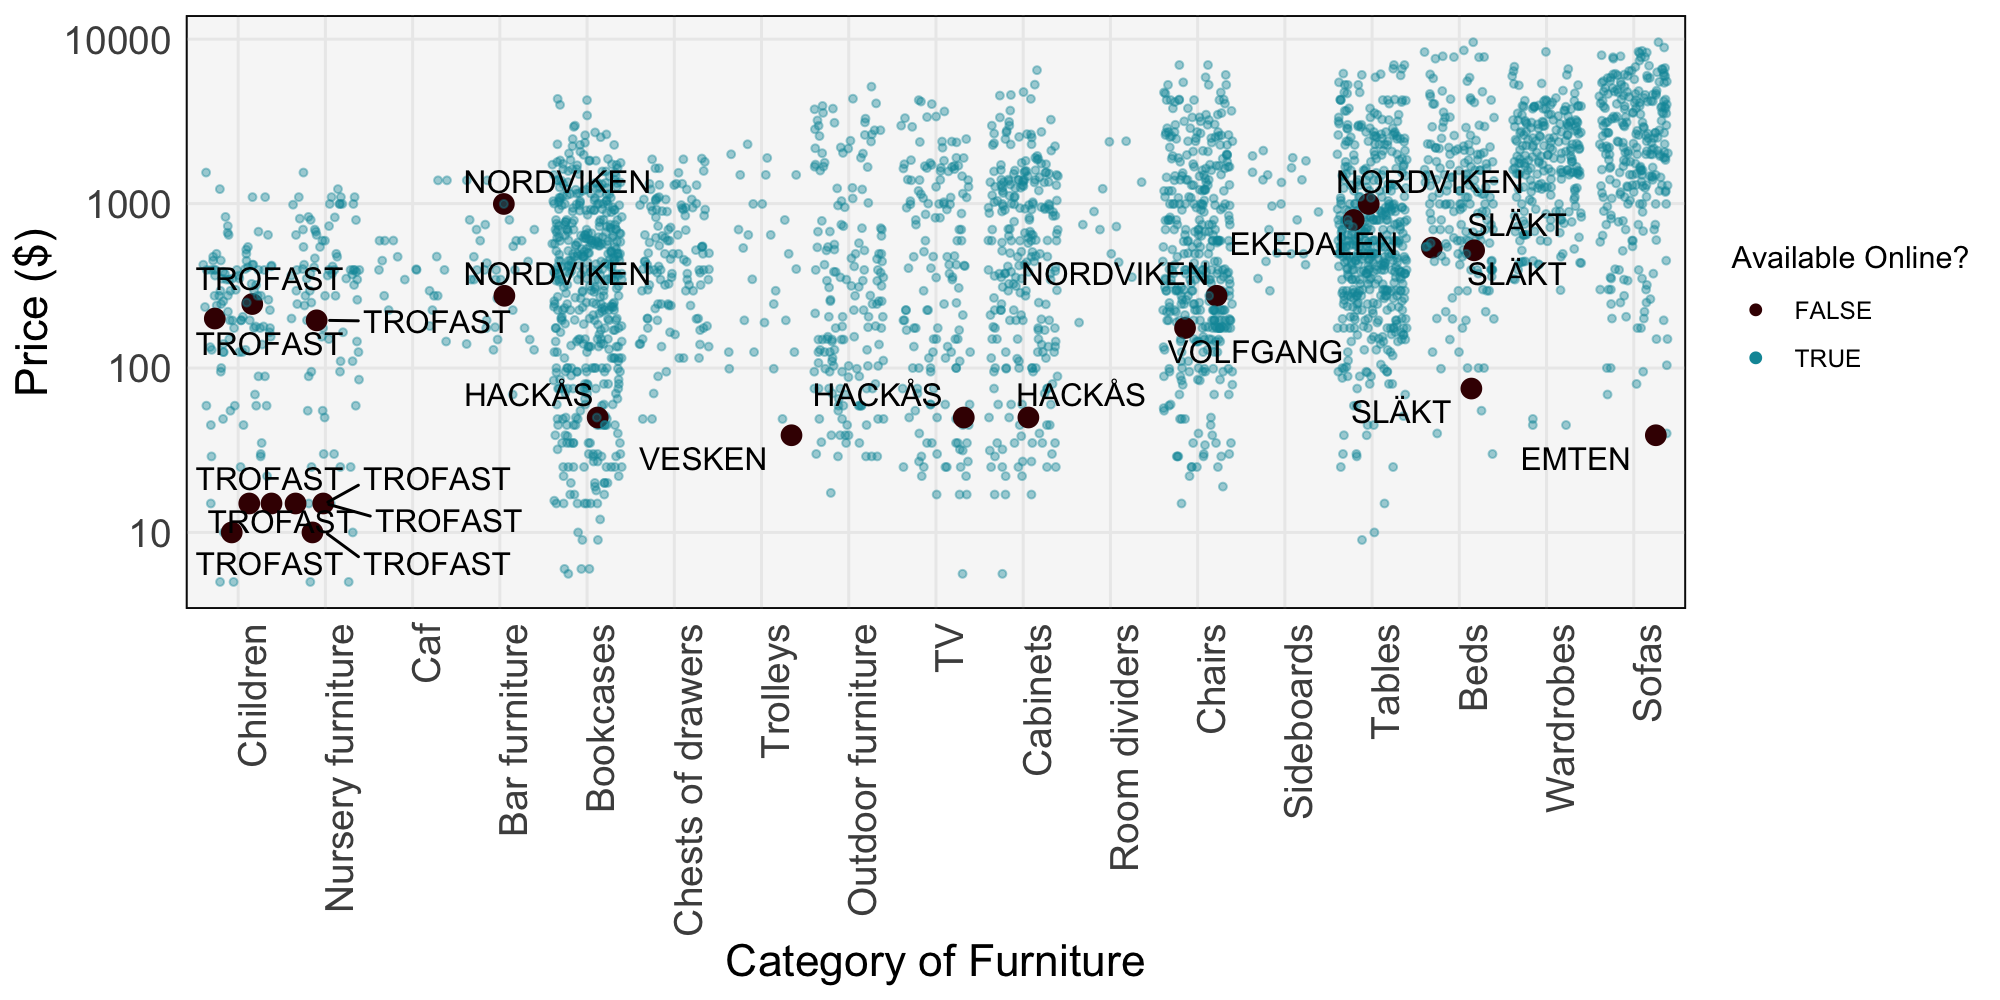 10000
1000
100
10
Price ($)
NORDVIKEN
NORDVIKEN
SLÄKT
EKEDALEN
TROFAST
NORDVIKEN
NORDVIKEN
SLÄKT
TROFAST
TROFAST
VOLFGANG
HACKÅS
HACKÅS
HACKÅS
SLÄKT
VESKEN
EMTEN
TROFAST
TROFAST
TROFAST
TROFAST
TROFAST
TROFAST
Available Online?
FALSE
TRUE
Children
Nursery furniture
Caf
Bar furniture
Bookcases
Chests of drawers
Trolleys
Outdoor furniture
TV
Cabinets
Room dividers
Chairs
Sideboards
Tables
Beds
Wardrobes
Sofas
Category of Furniture